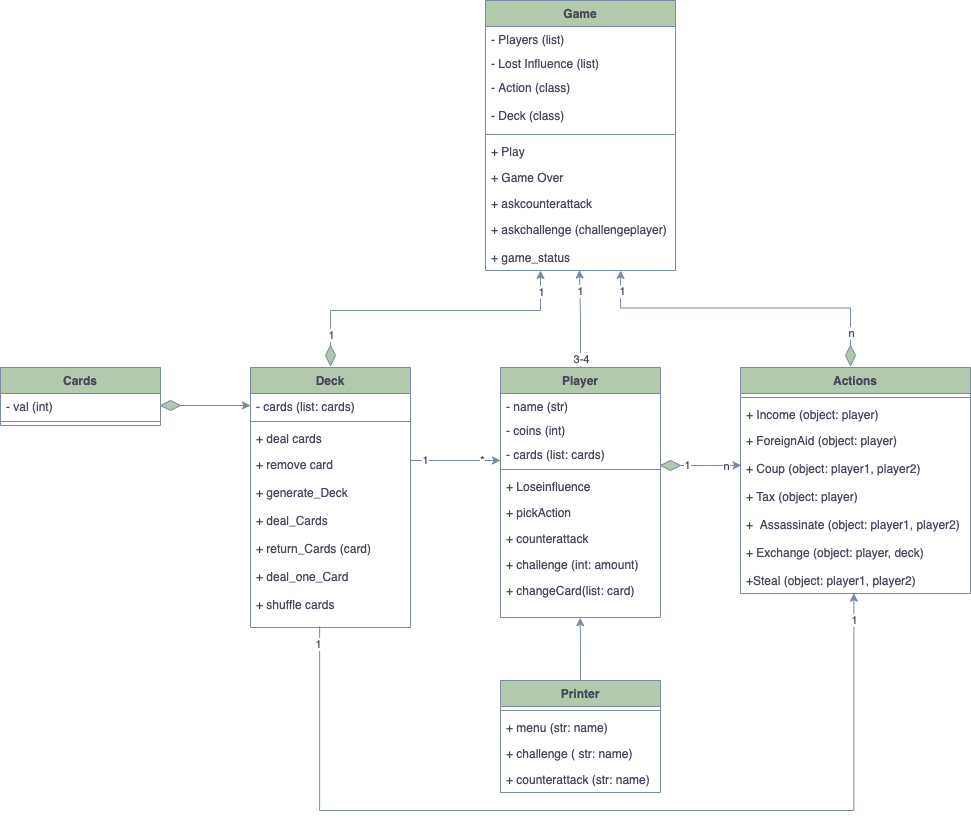 Game
- Players (list)
- Lost Influence (list)
- Action (class)
- Deck (class)
+ Play
+ Game Over
+ askcounterattack
+ askchallenge (challengeplayer)
+ game_status
1
1
1
1
3-4
n
Cards
- val (int)
Deck
- cards (list: cards)
+ deal cards
+ remove card
+ generate_Deck
+ deal_Cards
+ return_Cards (card)
+ deal_one_Card
+ shuffle cards
1
*
Player
- name (str)
- coins (int)
- cards (list: cards)
+ Loseinfluence
+ pickAction
+ counterattack
+ challenge (int: amount)
+ changeCard(list: card)
1
n
Actions
+ Income (object: player)
+ ForeignAid (object: player)
+ Coup (object: player1, player2)
+ Tax (object: player)
+ Assassinate (object: player1, player2)
+ Exchange (object: player, deck)
+Steal (object: player1, player2)
1
1
Printer
+ menu (str: name)
+ challenge ( str: name)
+ counterattack (str: name)